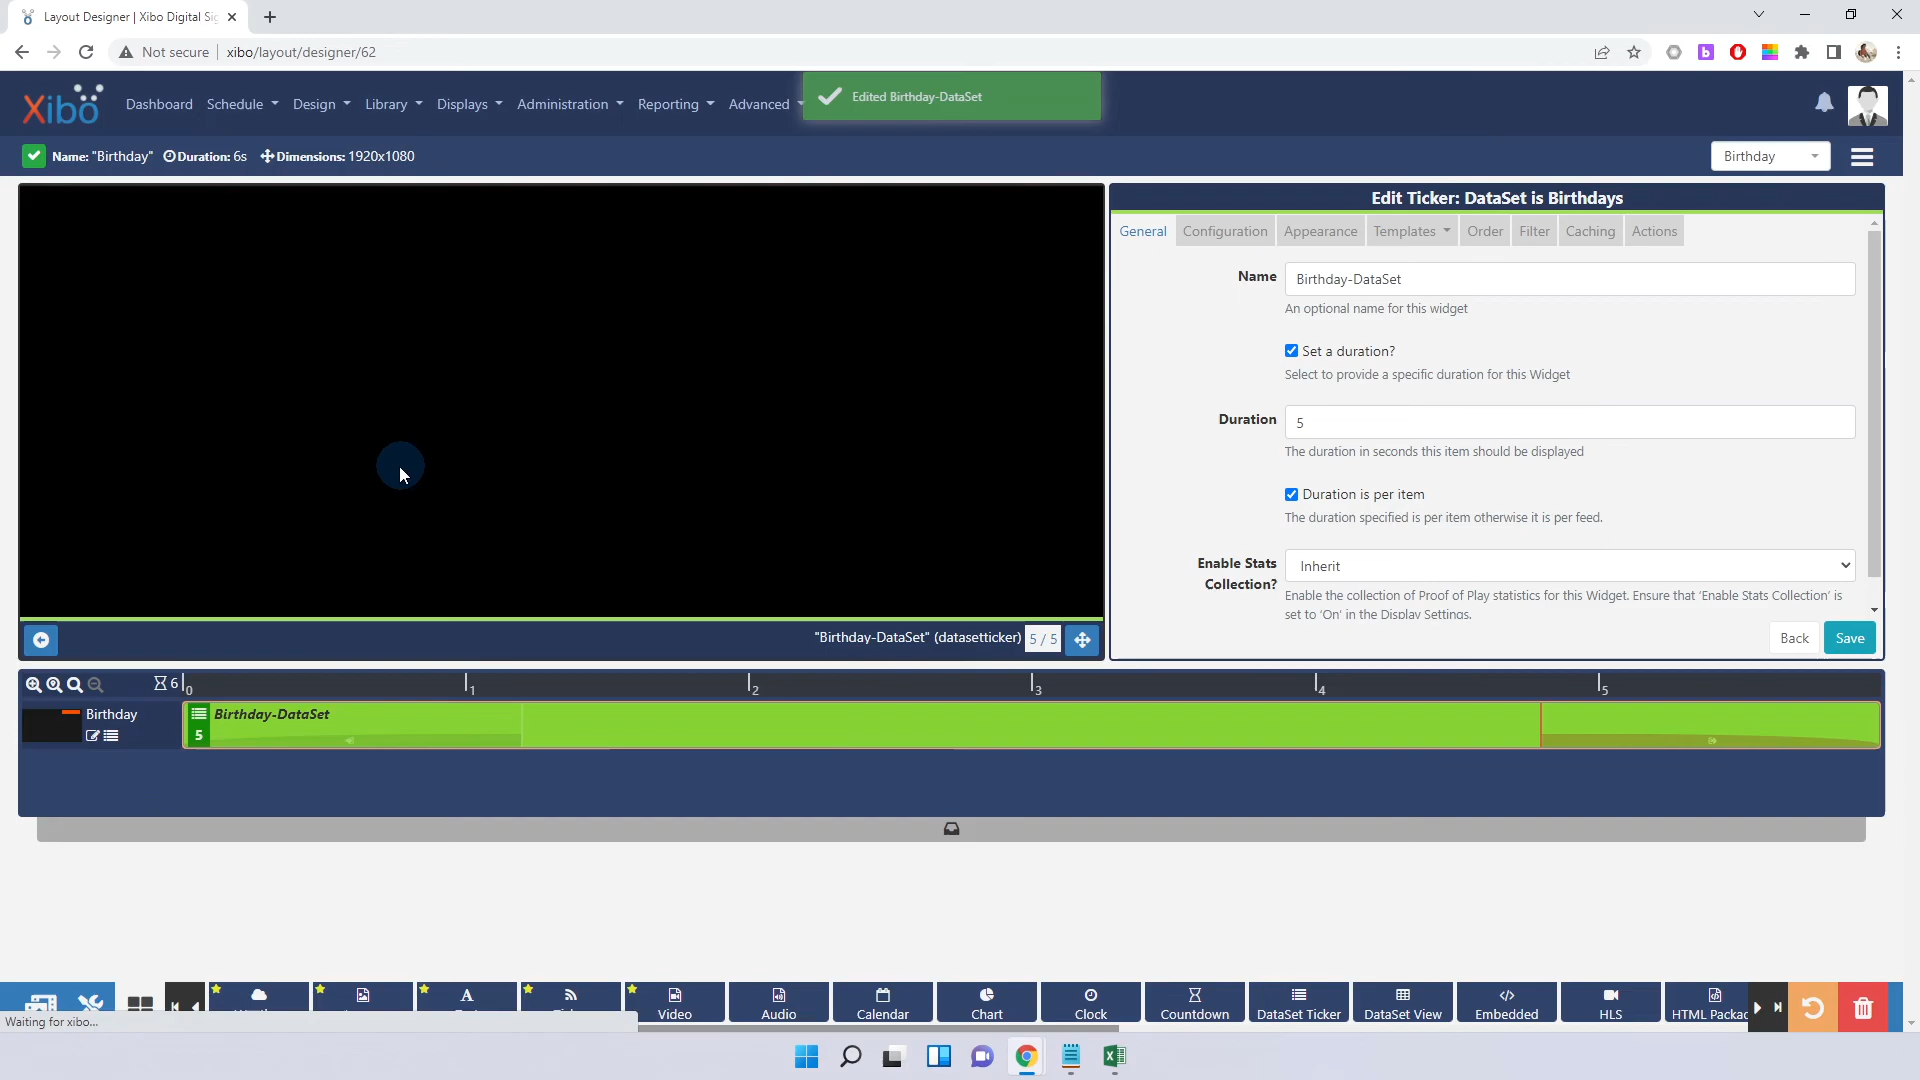 Layout Designer | Xibo Digital Sig
Not secure
xibo/layout/designer/62
Xibo
Dashboard
Schedule
Design
Library
Displays
Administration
Reporting
Advanced
Edited Birthday-DataSet
Name: "Birthday"
Duration: 6s
Dimensions: 1920x1080
Birthday
Edit Ticker: DataSet is Birthdays
General
Configuration
Appearance
Templates
Order
Filter
Caching
Actions
Name
Birthday-DataSet
An optional name for this widget
Set a duration?
Select to provide a specific duration for this Widget
Duration
5
The duration in seconds this item should be displayed
Duration is per item
The duration specified is per item otherwise it is per feed.
Enable Stats
Collection?
Inherit
Enable the collection of Proof of Play statistics for this Widget. Ensure that 'Enable Stats Collection' is
set to 'On' in the Display Settings.
"Birthday-DataSet" (datasetticker)
5 / 5
Back
Save
6
0
1
2
3
4
5
Birthday
Birthday-DataSet
5
Video
Audio
Calendar
Chart
Clock
Countdown
DataSet Ticker
DataSet View
Embedded
HLS
HTML Packag
Waiting for xibo...